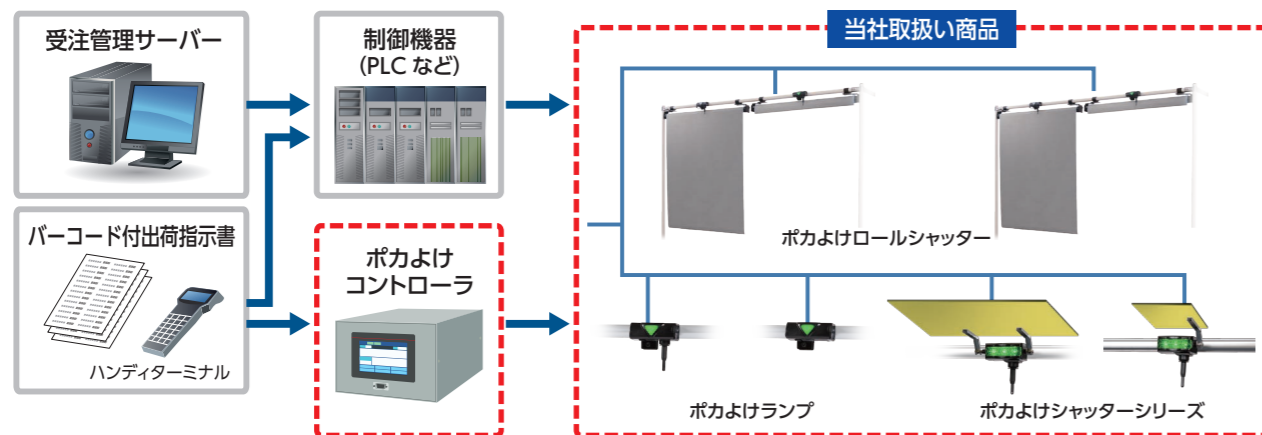 受注管理サーバー
制御機器
(PLC など)
当社取扱い商品
バーコード付出荷指示書
ハンディターミナル
ポカよけ
コントローラ
ポカよけロールシャッター
ポカよけランプ
ポカよけシャッターシリーズ